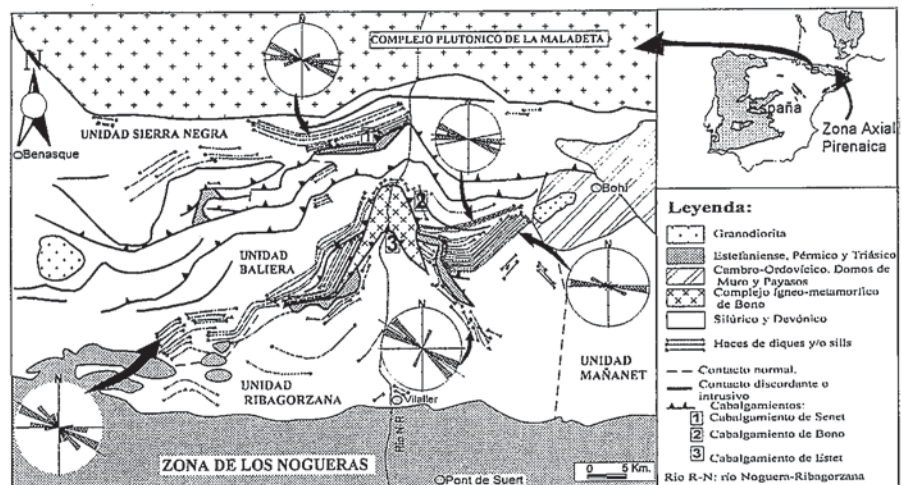 N
COMPLEJO PLUTONICO DE LA MALADETA
N
UNIDAD SIERRA NEGRA
Benasque
1
N
Bohí
2
UNIDAD
BALIERA
3
N
N
UNIDAD
MAÑANET
N
UNIDAD
RIBAGORZANA
Vilaller
Río N-R
ZONA DE LOS NOGUERAS
0 5 Km.
Pont de Suert
España
Zona Axial
Pirenaica
Leyenda:
Granodiorita
Estefaniense, Pérmico y Triásico
Cambro-Ordovícico. Domos de
Muro y Payasos
Complejo ígneo-metamórfico
de Bono
Silúrico y Devónico
Haces de diques y/o sills
Contacto normal.
Contacto discordante o
intrusivo
Cabalgamientos:
1 Cabalgamiento de Senet
2 Cabalgamiento de Bono
3 Cabalgamiento de Estet
Río R-N: río Noguera-Ribagorzana